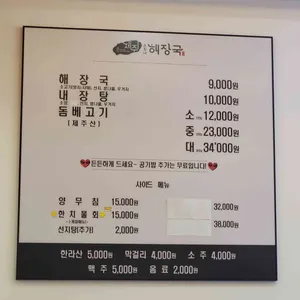 제주 해장국
해장국 9,000원
내장탕 10,000원
돔베고기 소 12,000원
(제주산) 중 23,000원
대 34,000원
든든하게 드세요~ 공기밥 추가는 무료입니다!
사이드 메뉴
양무침 15,000원 32,000원
한치물회 15,000원
선지탕(추가) 2,000원 38,000원
한라산 5,000원 막걸리 4,000원 소주 4,000원
맥주 5,000원 음료 2,000원